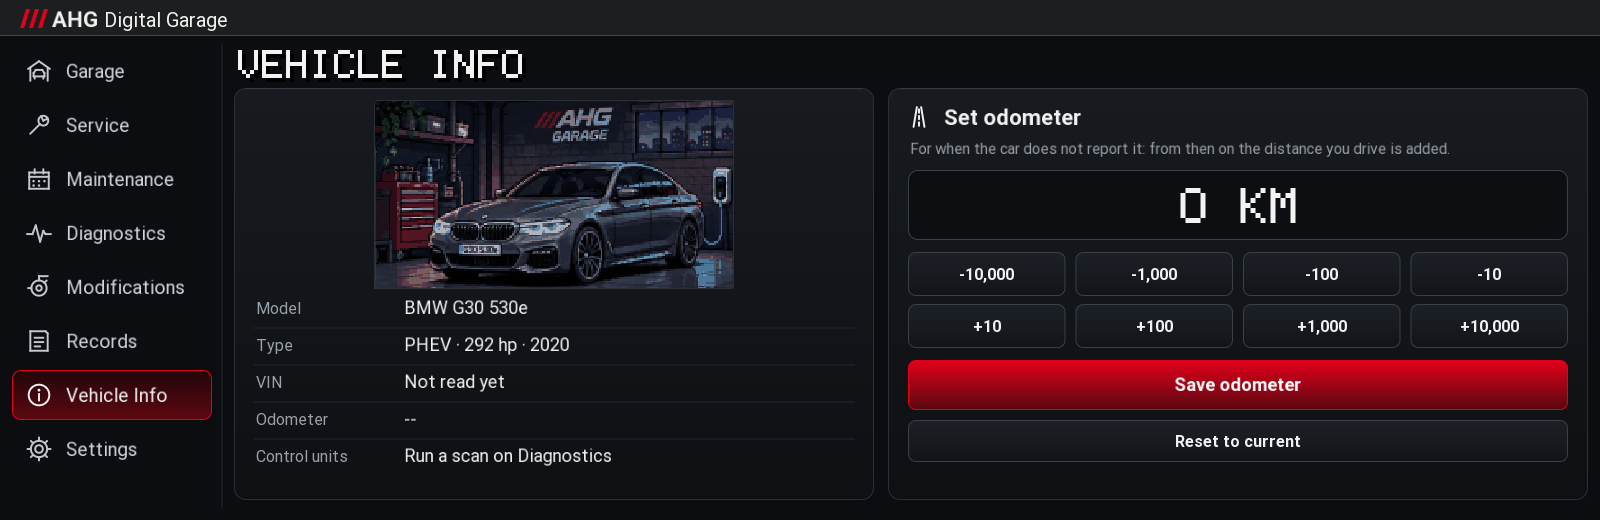 AHG Digital Garage
Garage
Service
Maintenance
Diagnostics
Modifications
Records
Vehicle Info
Settings
VEHICLE INFO
AHG
GARAGE
Model BMW G30 530e
Type PHEV · 292 hp · 2020
VIN Not read yet
Odometer --
Control units Run a scan on Diagnostics
Set odometer
For when the car does not report it: from then on the distance you drive is added.
0 KM
-10,000 -1,000 -100 -10
+10 +100 +1,000 +10,000
Save odometer
Reset to current